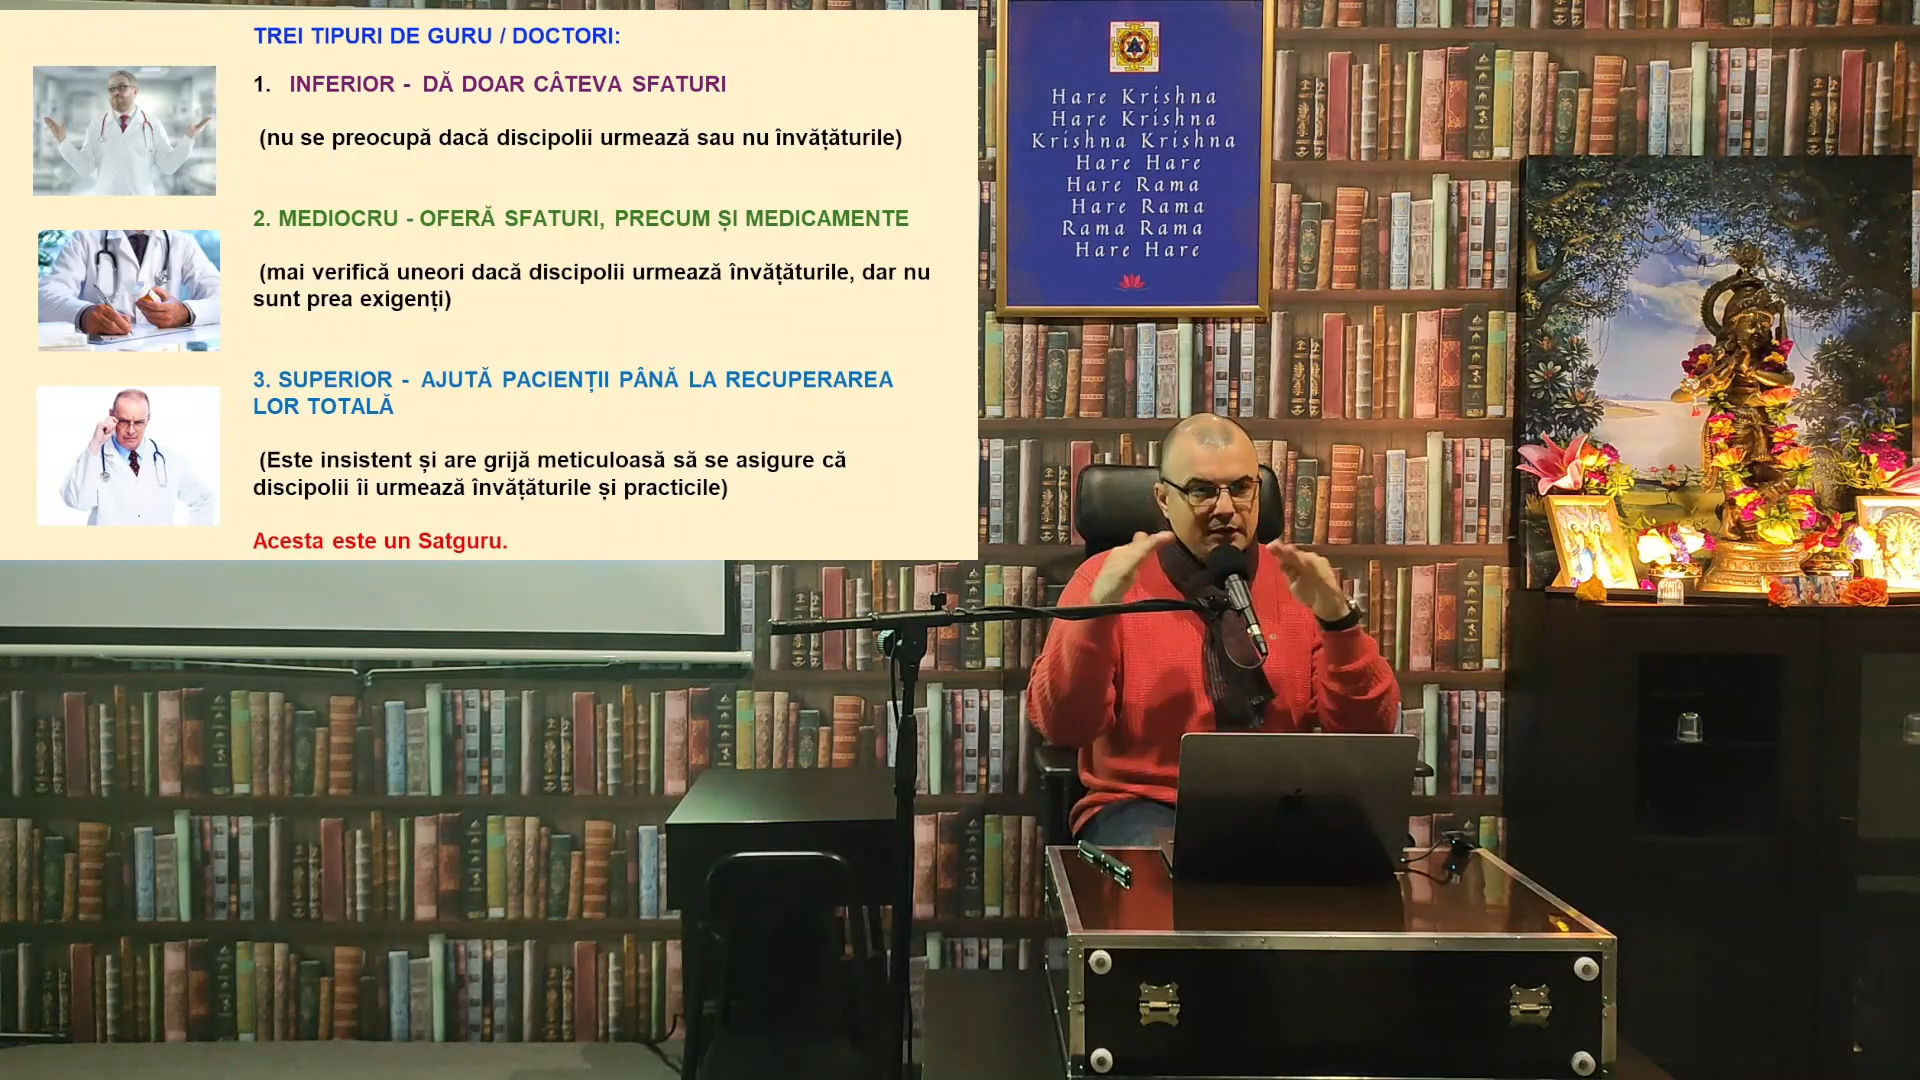 TREI TIPURI DE GURU / DOCTORI:
1. INFERIOR - DĂ DOAR CÂTEVA SFATURI
(nu se preocupă dacă discipolii urmează sau nu învățăturile)
2. MEDIOCRU - OFERĂ SFATURI, PRECUM ȘI MEDICAMENTE
(mai verifică uneori dacă discipolii urmează învățăturile, dar nu
sunt prea exigenți)
3. SUPERIOR - AJUTĂ PACIENȚII PÂNĂ LA RECUPERAREA
LOR TOTALĂ
(Este insistent și are grijă meticuloasă să se asigure că
discipolii îi urmează învățăturile și practicile)
Acesta este un Satguru.
Hare Krishna
Hare Krishna
Krishna Krishna
Hare Hare
Hare Rama
Hare Rama
Rama Rama
Hare Hare